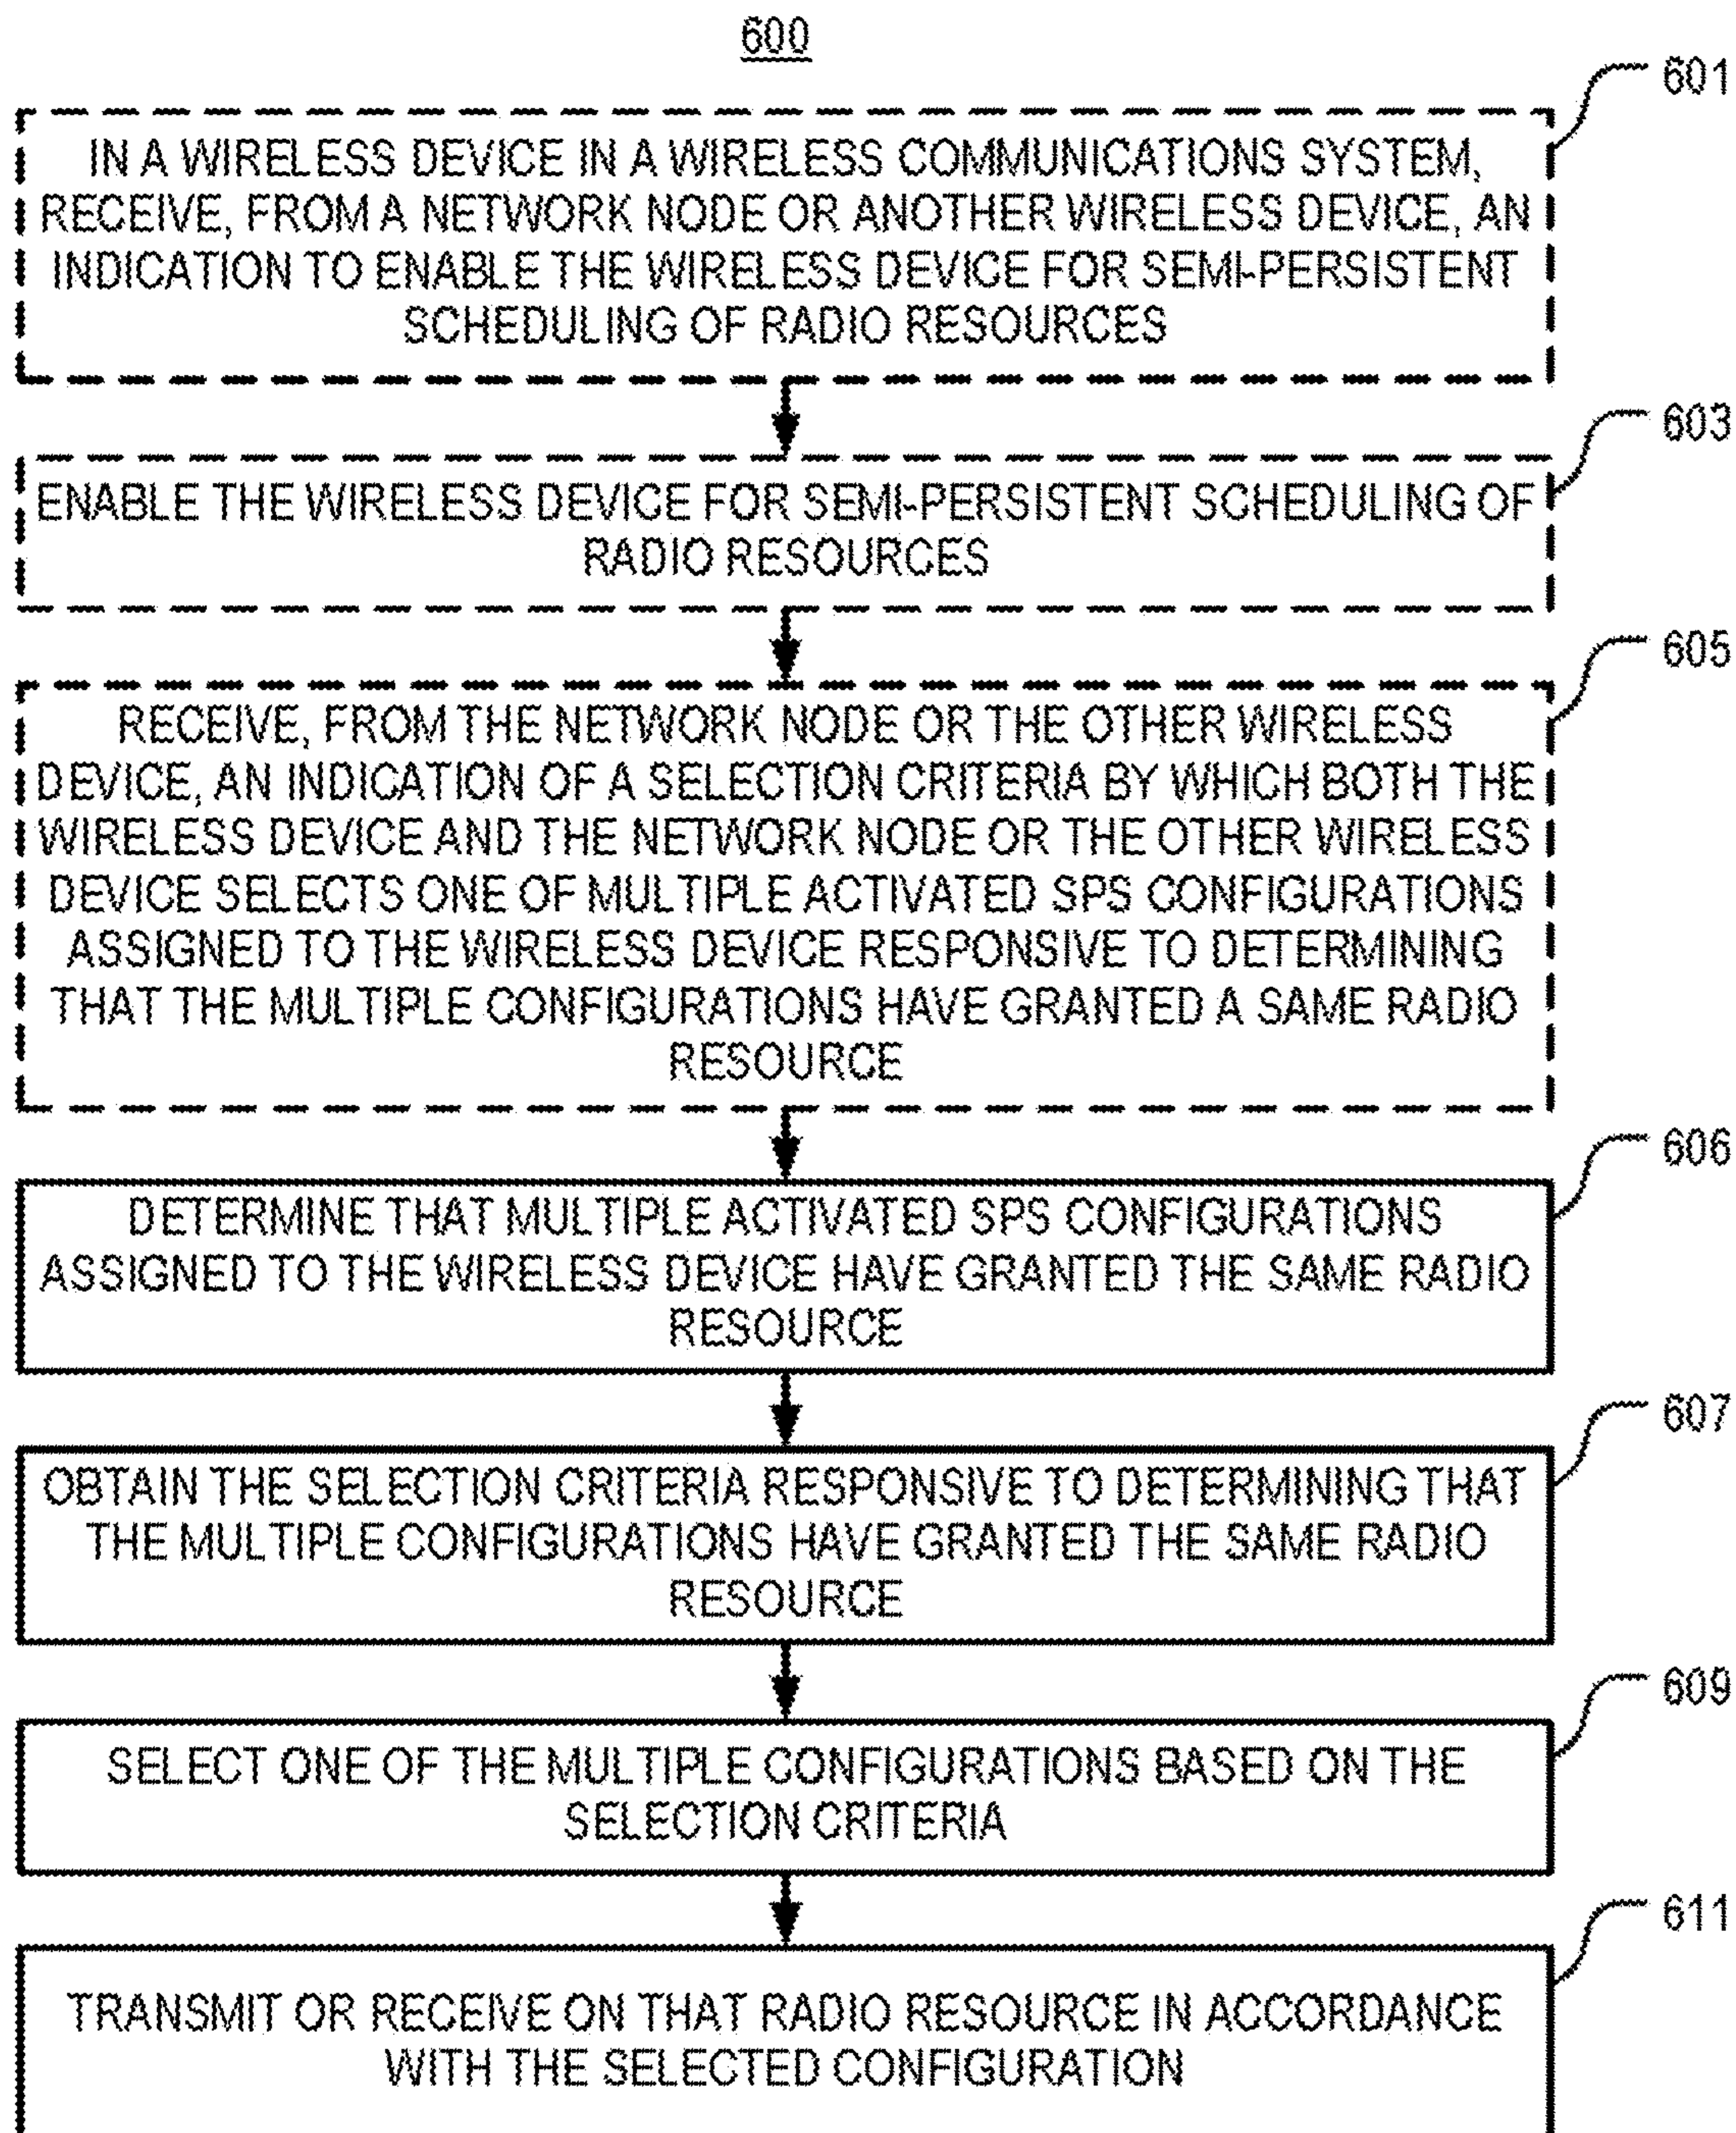 600
601
IN A WIRELESS DEVICE IN A WIRELESS COMMUNICATIONS SYSTEM,
RECEIVE, FROM A NETWORK NODE OR ANOTHER WIRELESS DEVICE, AN
INDICATION TO ENABLE THE WIRELESS DEVICE FOR SEMI-PERSISTENT
SCHEDULING OF RADIO RESOURCES
603
ENABLE THE WIRELESS DEVICE FOR SEMI-PERSISTENT SCHEDULING OF
RADIO RESOURCES
605
RECEIVE, FROM THE NETWORK NODE OR THE OTHER WIRELESS
DEVICE, AN INDICATION OF A SELECTION CRITERIA BY WHICH BOTH THE
WIRELESS DEVICE AND THE NETWORK NODE OR THE OTHER WIRELESS
DEVICE SELECTS ONE OF MULTIPLE ACTIVATED SPS CONFIGURATIONS
ASSIGNED TO THE WIRELESS DEVICE RESPONSIVE TO DETERMINING
THAT THE MULTIPLE CONFIGURATIONS HAVE GRANTED A SAME RADIO
RESOURCE
606
DETERMINE THAT MULTIPLE ACTIVATED SPS CONFIGURATIONS
ASSIGNED TO THE WIRELESS DEVICE HAVE GRANTED THE SAME RADIO
RESOURCE
607
OBTAIN THE SELECTION CRITERIA RESPONSIVE TO DETERMINING THAT
THE MULTIPLE CONFIGURATIONS HAVE GRANTED THE SAME RADIO
RESOURCE
609
SELECT ONE OF THE MULTIPLE CONFIGURATIONS BASED ON THE
SELECTION CRITERIA
611
TRANSMIT OR RECEIVE ON THAT RADIO RESOURCE IN ACCORDANCE
WITH THE SELECTED CONFIGURATION